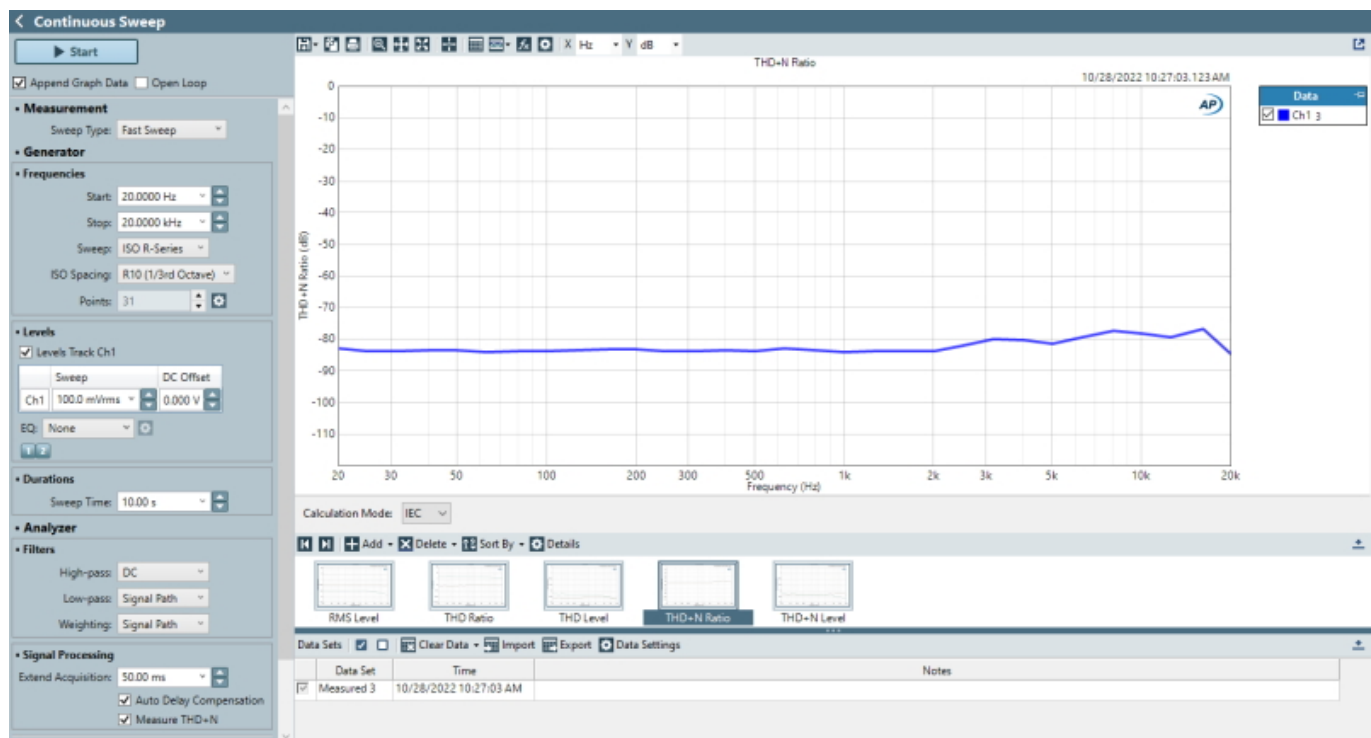 Continuous Sweep
Start
Append Graph Data Open Loop
Measurement
Sweep Type: Fast Sweep
Generator
Frequencies
Start: 20.0000 Hz
Stop: 20.0000 kHz
Sweep: ISO R-Series
ISO Spacing: R10 (1/3rd Octave)
Points: 31
Levels
Levels Track Ch1
Sweep DC Offset
Ch1 100.0 mVrms 0.000 V
EQ: None
1 2
Durations
Sweep Time: 10.00 s
Analyzer
Filters
High-pass: DC
Low-pass: Signal Path
Weighting: Signal Path
Signal Processing
Extend Acquisition: 50.00 ms
Auto Delay Compensation
Measure THD+N
X Hz Y dB
THD+N Ratio
10/28/2022 10:27:03.123 AM
AP
0
-10
-20
-30
-40
-50
-60
-70
-80
-90
-100
-110
THD+N Ratio (dB)
20 30 50 100 200 300 500 1k 2k 3k 5k 10k 20k
Frequency (Hz)
Data
Ch1 3
Calculation Mode: IEC
Add Delete Sort By Details
RMS Level THD Ratio THD Level THD+N Ratio THD+N Level
Data Sets Clear Data Import Export Data Settings
Data Set Time Notes
Measured 3 10/28/2022 10:27:03 AM